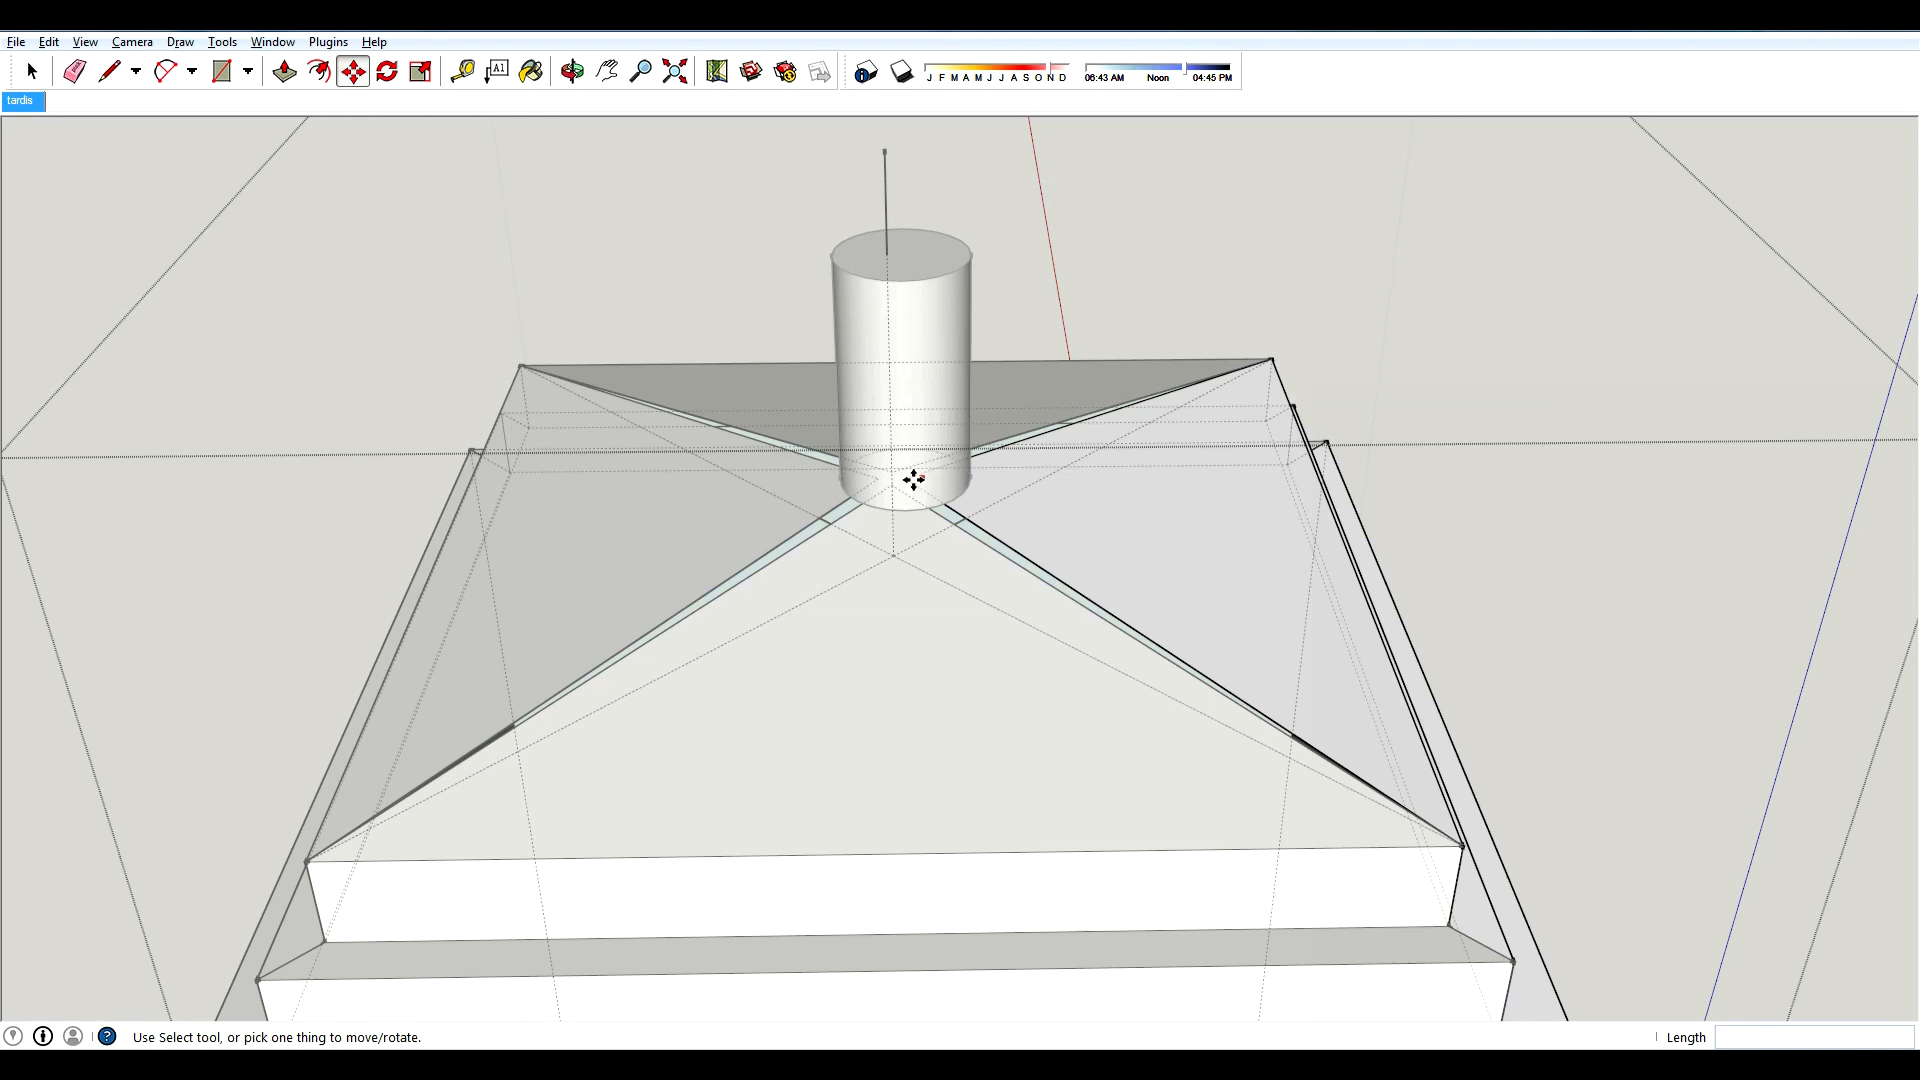 File Edit View Camera Draw Tools Window Plugins Help
A1
J F M A M J J A S O N D
06:43 AM Noon 04:45 PM
tardis
Use Select tool, or pick one thing to move/rotate.
Length